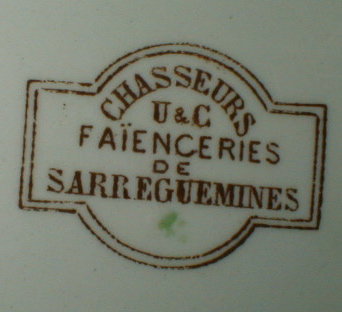 CHASSEURS
U & C
FAÏENCERIES
DE
SARREGUEMINES